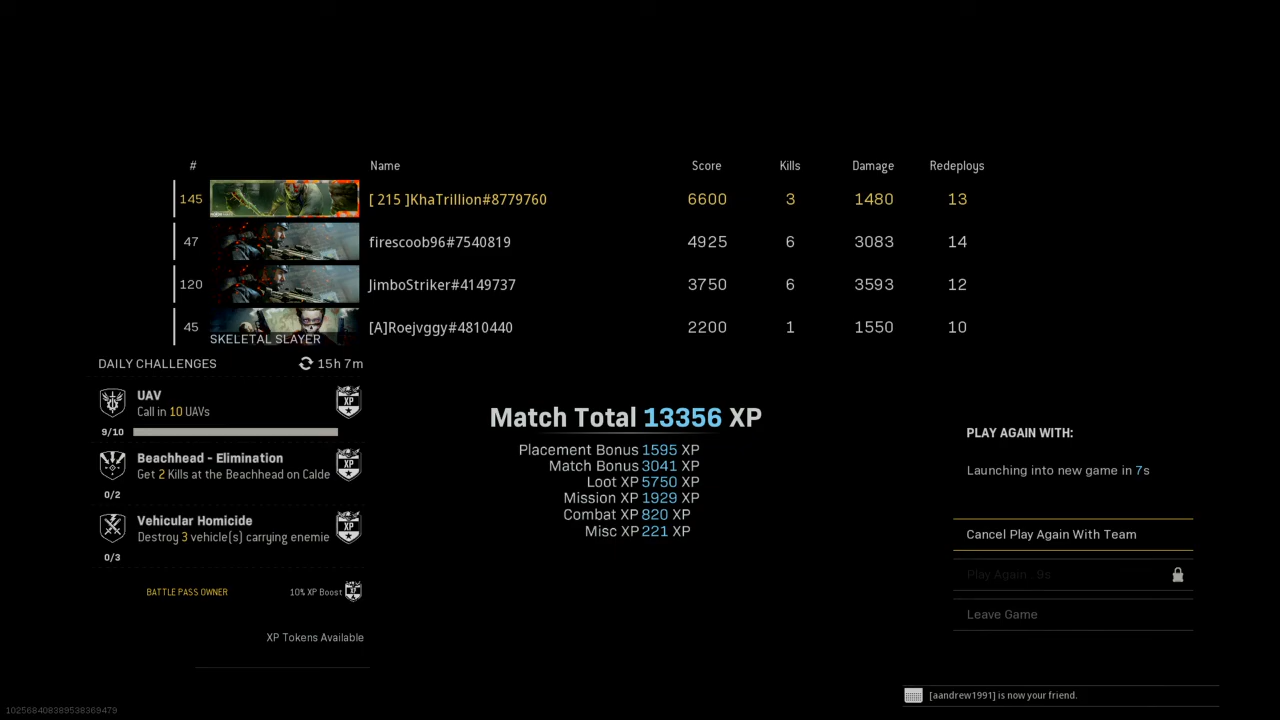 # Name Score Kills Damage Redeploys
145 [ 215 ]KhaTrillion#8779760 6600 3 1480 13
47 firescoob96#7540819 4925 6 3083 14
120 JimboStriker#4149737 3750 6 3593 12
45 [A]Roejvggy#4810440 2200 1 1550 10
SKELETAL SLAYER
DAILY CHALLENGES 15h 7m
UAV
Call in 10 UAVs
XP
9/10
Beachhead - Elimination
Get 2 Kills at the Beachhead on Calde
XP
0/2
Vehicular Homicide
Destroy 3 vehicle(s) carrying enemie
XP
0/3
BATTLE PASS OWNER 10% XP Boost XP
XP Tokens Available
Match Total 13356 XP
Placement Bonus 1595 XP
Match Bonus 3041 XP
Loot XP 5750 XP
Mission XP 1929 XP
Combat XP 820 XP
Misc XP 221 XP
PLAY AGAIN WITH:
Launching into new game in 7s
Cancel Play Again With Team
Play Again : 9s
Leave Game
[aandrew1991] is now your friend.
102568408389538369479